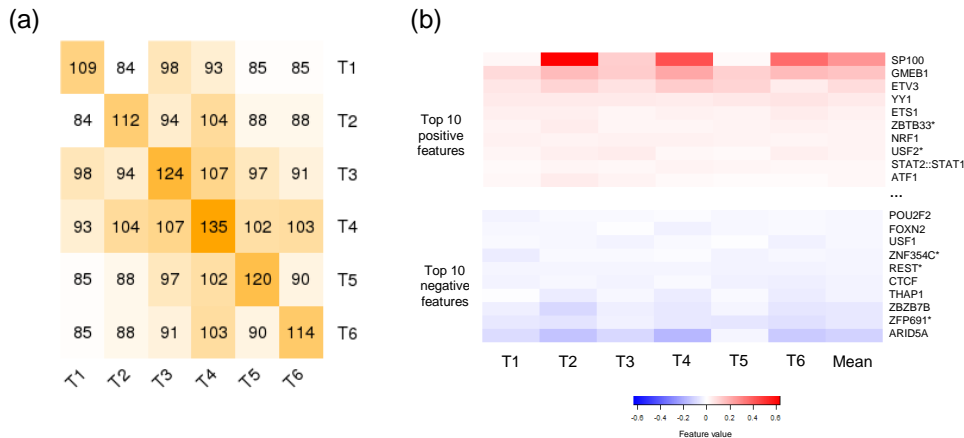 (a)
109 84 98 93 85 85 T1
84 112 94 104 88 88 T2
98 94 124 107 97 91 T3
93 104 107 135 102 103 T4
85 88 97 102 120 90 T5
85 88 91 103 90 114 T6
T1 T2 T3 T4 T5 T6
(b)
Top 10
positive
features
SP100
GMEB1
ETV3
YY1
ETS1
ZBTB33*
NRF1
USF2*
STAT2::STAT1
ATF1
...
Top 10
negative
features
POU2F2
FOXN2
USF1
ZNF354C*
REST*
CTCF
THAP1
ZBZB7B
ZFP691*
ARID5A
T1 T2 T3 T4 T5 T6 Mean
-0.6 -0.4 -0.2 0 0.2 0.4 0.6
Feature value